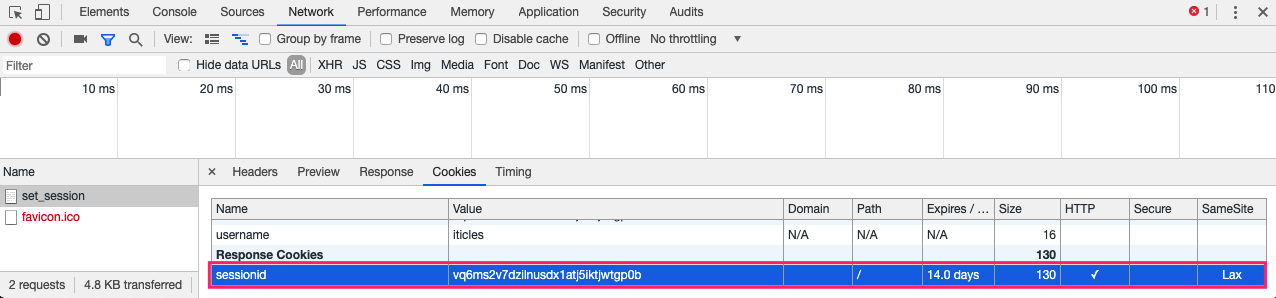 Elements Console Sources Network Performance Memory Application Security Audits 1
View: Group by frame Preserve log Disable cache Offline No throttling
Filter Hide data URLs All XHR JS CSS Img Media Font Doc WS Manifest Other
10 ms 20 ms 30 ms 40 ms 50 ms 60 ms 70 ms 80 ms 90 ms 100 ms 110
Name × Headers Preview Response Cookies Timing
set_session
favicon.ico
Name Value Domain Path Expires / … Size HTTP Secure SameSite
username iticles N/A N/A N/A 16
Response Cookies 130
sessionid vq6ms2v7dzilnusdx1atj5iktjwtgp0b / 14.0 days 130 ✓ Lax
2 requests 4.8 KB transferred